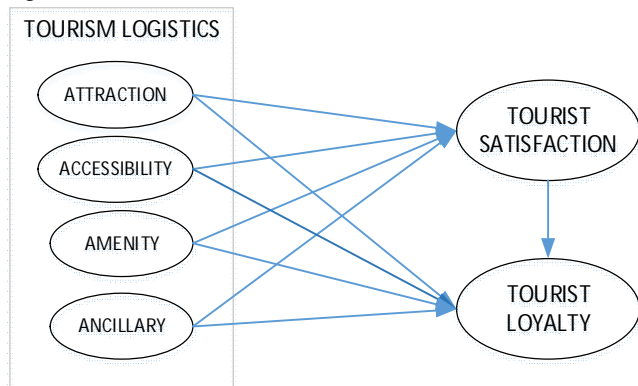 TOURISM LOGISTICS
ATTRACTION
ACCESSIBILITY
AMENITY
ANCILLARY
TOURIST
SATISFACTION
TOURIST
LOYALTY